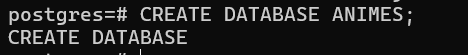 postgres=# CREATE DATABASE ANIMES;
CREATE DATABASE